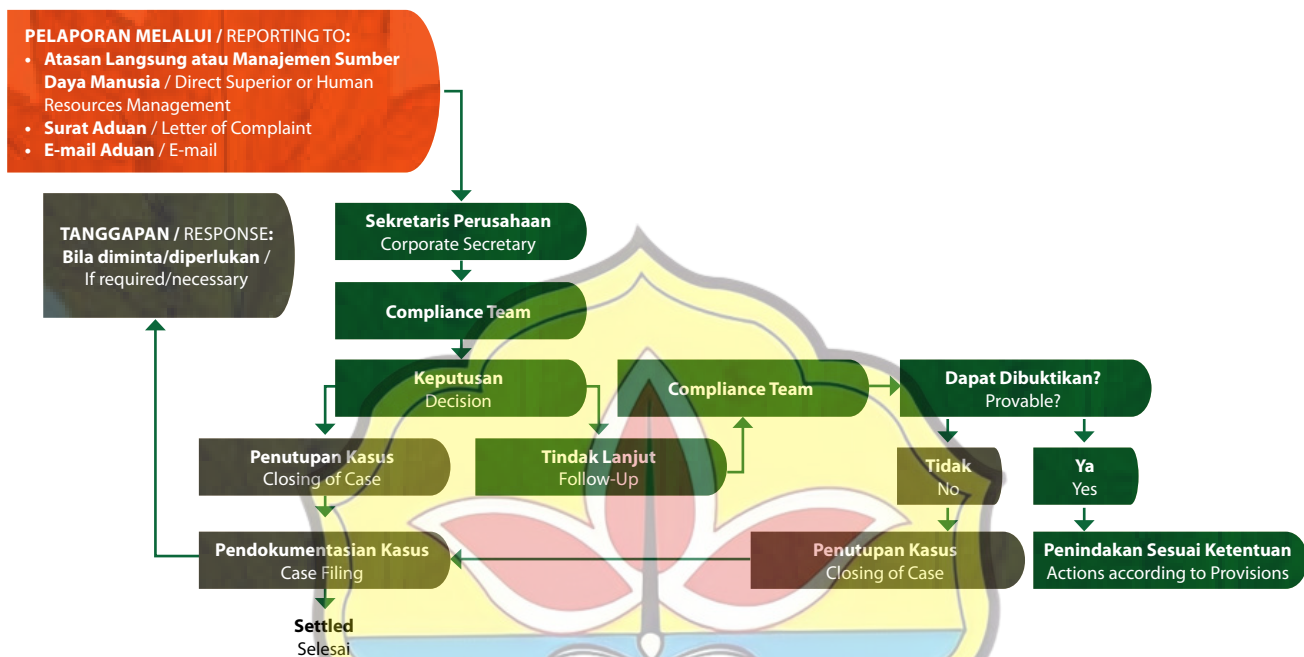 PELAPORAN MELALUI / REPORTING TO:
• Atasan Langsung atau Manajemen Sumber
Daya Manusia / Direct Superior or Human
Resources Management
• Surat Aduan / Letter of Complaint
• E-mail Aduan / E-mail
TANGGAPAN / RESPONSE:
Bila diminta/diperlukan /
If required/necessary
Sekretaris Perusahaan
Corporate Secretary
Compliance Team
Keputusan
Decision
Compliance Team
Dapat Dibuktikan?
Provable?
Penutupan Kasus
Closing of Case
Tindak Lanjut
Follow-Up
Tidak
No
Ya
Yes
Pendokumentasian Kasus
Case Filing
Penutupan Kasus
Closing of Case
Penindakan Sesuai Ketentuan
Actions according to Provisions
Settled
Selesai